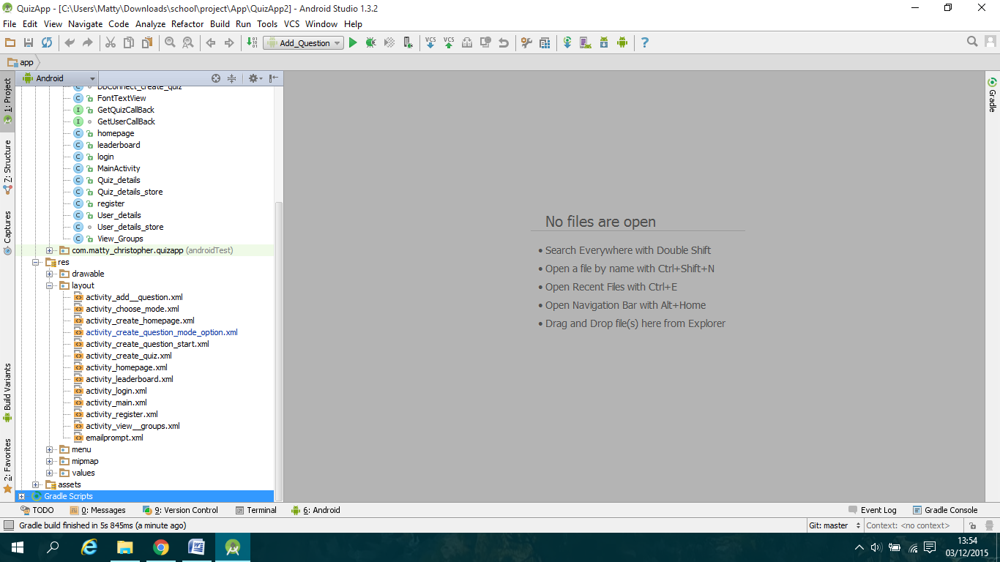 QuizApp - [C:\Users\Matty\Downloads\school\project\App\QuizApp2] - Android Studio 1.3.2
File Edit View Navigate Code Analyze Refactor Build Run Tools VCS Window Help
Add_Question
VCS VCS
app
Android
1: Project
Z: Structure
Captures
Build Variants
2: Favorites
DbConnect_create_quiz
FontTextView
GetQuizCallBack
GetUserCallBack
homepage
leaderboard
login
MainActivity
Quiz_details
Quiz_details_store
register
User_details
User_details_store
View_Groups
com.matty_christopher.quizapp (androidTest)
res
drawable
layout
activity_add__question.xml
activity_choose_mode.xml
activity_create_homepage.xml
activity_create_question_mode_option.xml
activity_create_question_start.xml
activity_create_quiz.xml
activity_homepage.xml
activity_leaderboard.xml
activity_login.xml
activity_main.xml
activity_register.xml
activity_view__groups.xml
emailprompt.xml
menu
mipmap
values
assets
Gradle Scripts
No files are open
• Search Everywhere with Double Shift
• Open a file by name with Ctrl+Shift+N
• Open Recent Files with Ctrl+E
• Open Navigation Bar with Alt+Home
• Drag and Drop file(s) here from Explorer
Gradle
TODO 0: Messages 9: Version Control Terminal 6: Android Event Log Gradle Console
Gradle build finished in 5s 845ms (a minute ago) Git: master Context: <no context>
13:54
03/12/2015